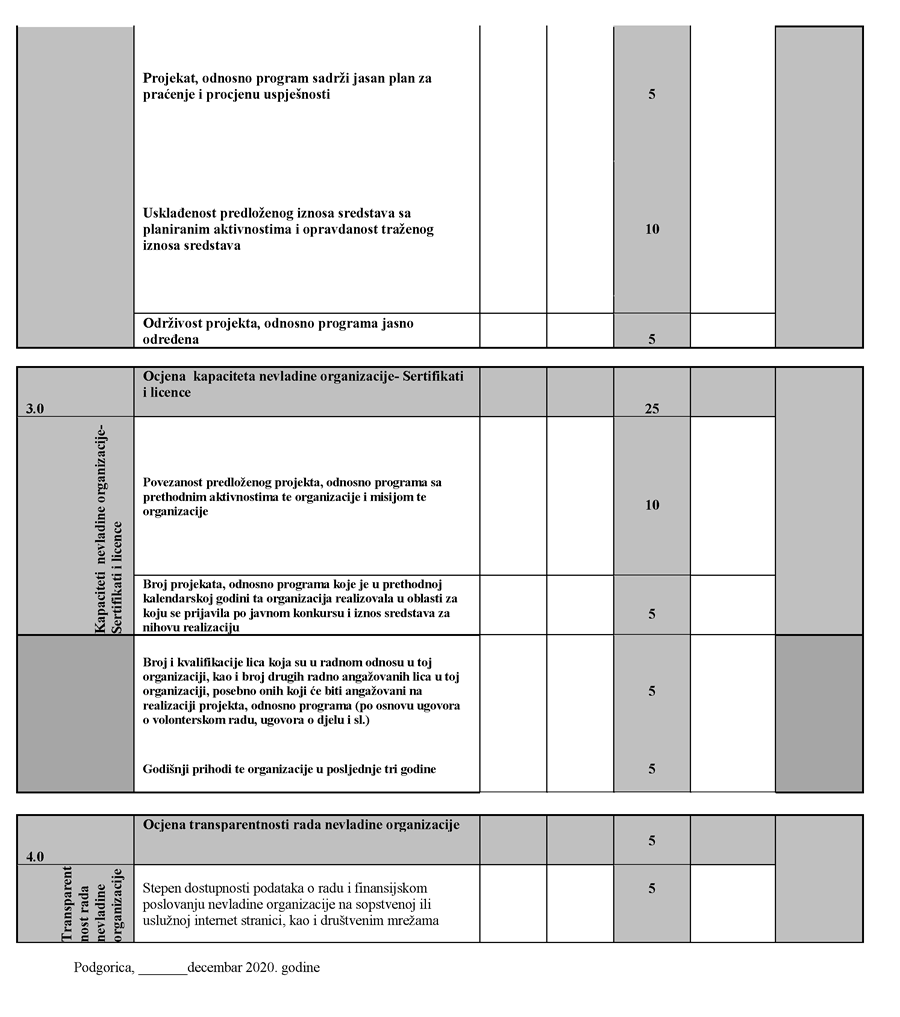 Projekat, odnosno program sadrži jasan plan za
praćenje i procjenu uspješnosti
5
Usklađenost predloženog iznosa sredstava sa
planiranim aktivnostima i opravdanost traženog
iznosa sredstava
10
Održivost projekta, odnosno programa jasno
određena
5
3.0
Ocjena kapaciteta nevladine organizacije- Sertifikati
i licence
25
Kapaciteti nevladine organizacije-
Sertifikati i licence
Povezanost predloženog projekta, odnosno programa sa
prethodnim aktivnostima te organizacije i misijom te
organizacije
10
Broj projekata, odnosno programa koje je u prethodnoj
kalendarskoj godini ta organizacija realizovala u oblasti za
koju se prijavila po javnom konkursu i iznos sredstava za
njihovu realizaciju
5
Broj i kvalifikacije lica koja su u radnom odnosu u toj
organizaciji, kao i broj drugih radno angažovanih lica u toj
organizaciji, posebno onih koji će biti angažovani na
realizaciji projekta, odnosno programa (po osnovu ugovora
o volonterskom radu, ugovora o djelu i sl.)
5
Godišnji prihodi te organizacije u posljednje tri godine
5
4.0
Ocjena transparentnosti rada nevladine organizacije
5
Transparent
nost rada
nevladine
organizacije
Stepen dostupnosti podataka o radu i finansijskom
poslovanju nevladine organizacije na sopstvenoj ili
uslužnoj internet stranici, kao i društvenim mrežama
5
Podgorica, _______decembar 2020. godine